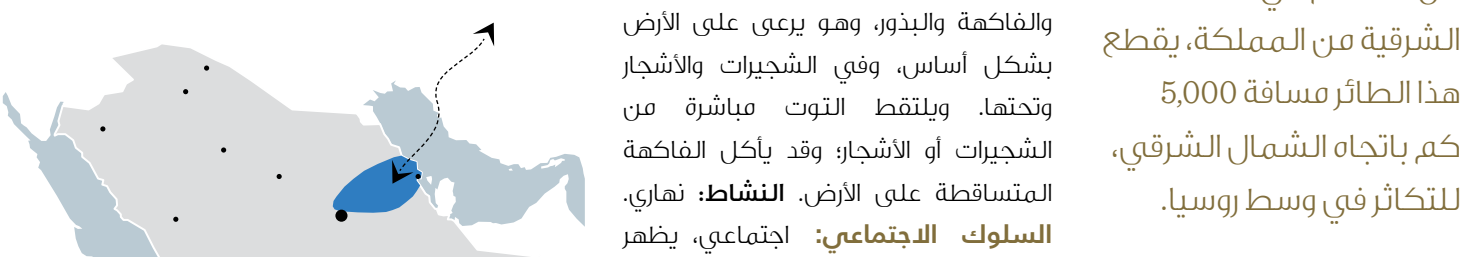 الشرقية من المملكة، يقطع
هذا الطائر مسافة 5,000
كم باتجاه الشمال الشرقي،
للتكاثر في وسط روسيا.
والفاكهة والبذور، وهو يرعى على الأرض
بشكل أساس، وفي الشجيرات والأشجار
وتحتها. ويلتقط التوت مباشرة من
الشجيرات أو الأشجار؛ وقد يأكل الفاكهة
المتساقطة على الأرض. النشاط: نهاري.
السلوك الاجتماعي: اجتماعي، يظهر